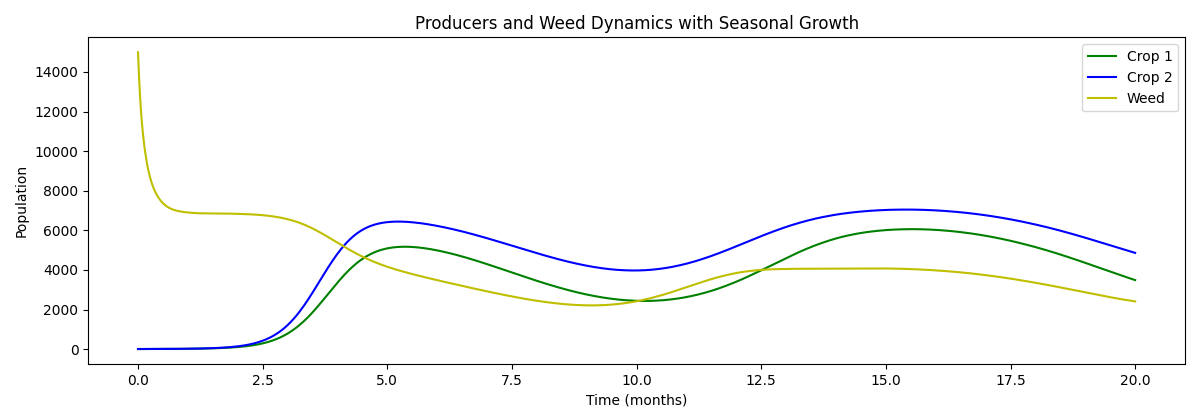 Producers and Weed Dynamics with Seasonal Growth
Crop 1
Crop 2
Weed
Population
14000
12000
10000
8000
6000
4000
2000
0
0.0 2.5 5.0 7.5 10.0 12.5 15.0 17.5 20.0
Time (months)